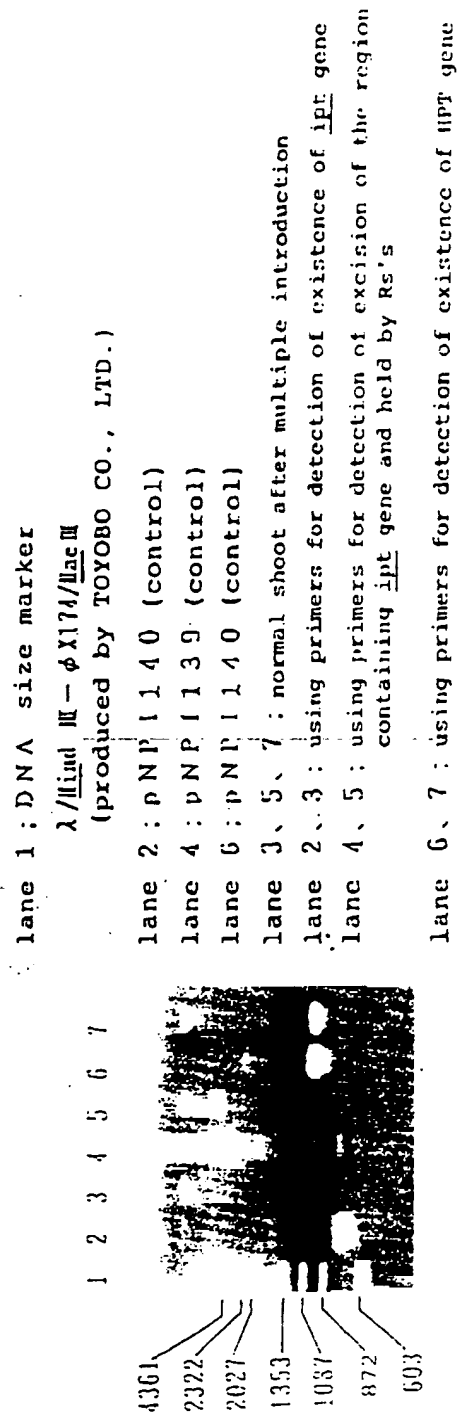 lane 1 ; DNA size marker
λ/Hind III − φX174/Hae III
(produced by TOYOBO CO., LTD.)
lane 2 ; pNPI140 (control)
lane 4 ; pNPI139 (control)
lane 6 ; pNPI140 (control)
lane 3、5、7 ; normal shoot after multiple introduction
lane 2、3 ; using primers for detection of existence of ipt gene
lane 4、5 ; using primers for detection of excision of the region
containing ipt gene and held by Rs's
lane 6、7 ; using primers for detection of existence of HPT gene
1 2 3 4 5 6 7
4361
2322
2027
1353
1087
872
603